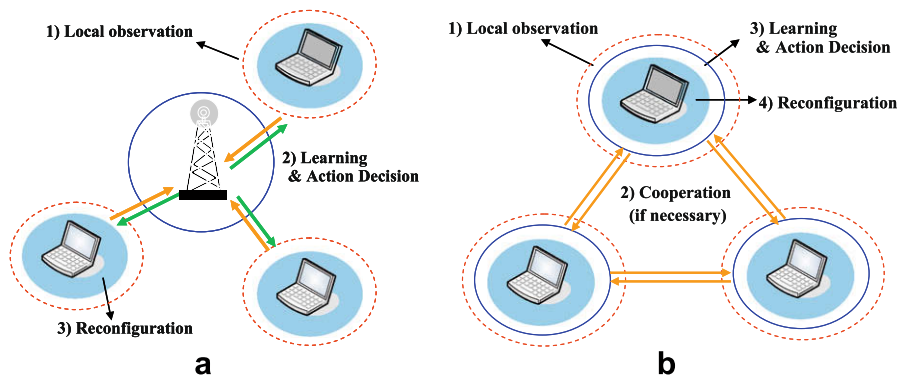 1) Local observation
2) Learning
& Action Decision
3) Reconfiguration
a
1) Local observation
3) Learning
& Action Decision
4) Reconfiguration
2) Cooperation
(if necessary)
b